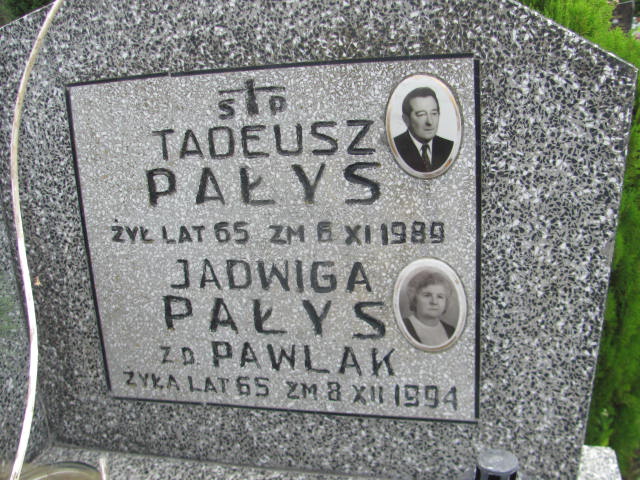 Ś P
TADEUSZ
PAŁYS
ŻYŁ LAT 65 ZM 6 XI 1989
JADWIGA
PAŁYS
Z D. PAWLAK
ŻYŁA LAT 65 ZM 8 XII 1994